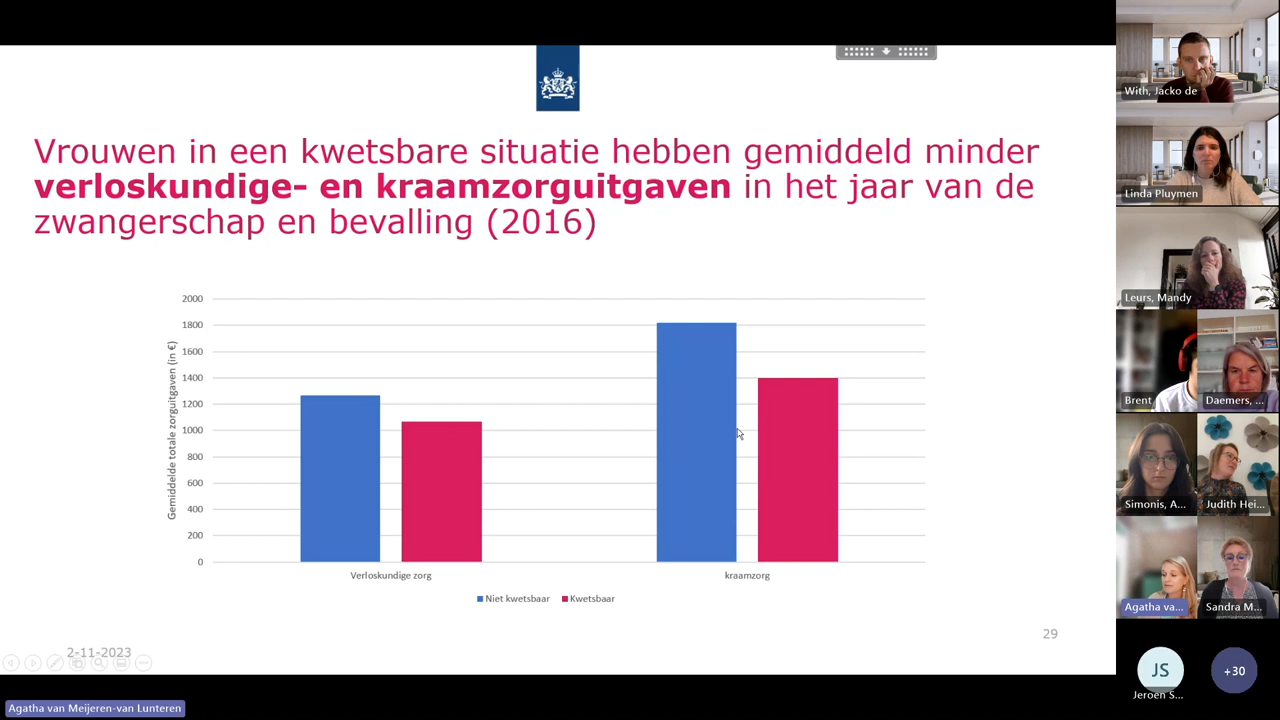 Vrouwen in een kwetsbare situatie hebben gemiddeld minder
verloskundige- en kraamzorguitgaven in het jaar van de
zwangerschap en bevalling (2016)
Gemiddelde totale zorguitgaven (in €)
2000
1800
1600
1400
1200
1000
800
600
400
200
0
Verloskundige zorg
kraamzorg
Niet kwetsbaar
Kwetsbaar
29
2-11-2023
Agatha van Meijeren-van Lunteren
With, Jacko de
Linda Pluymen
Leurs, Mandy
Brent
Daemers, ...
Simonis, A...
Judith Hei...
Agatha va...
Sandra M...
JS
Jeroen S...
+30